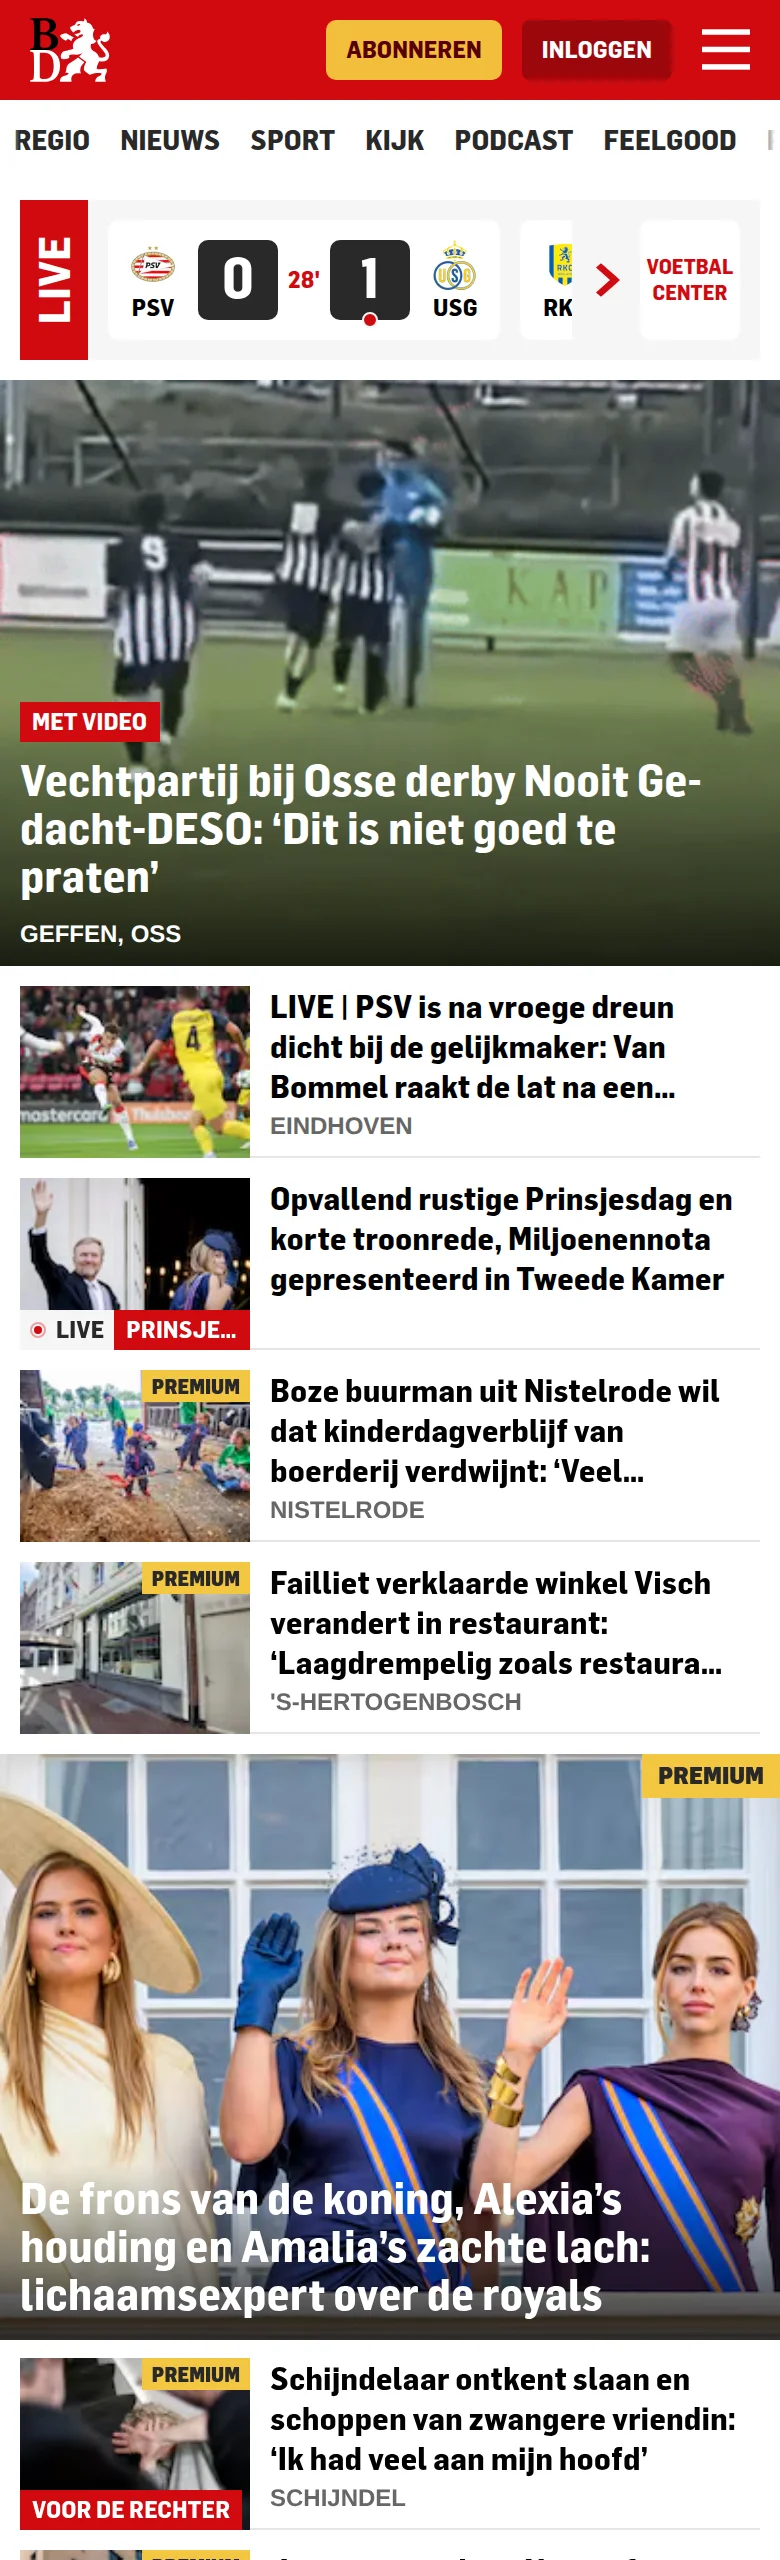 BD
ABONNEREN
INLOGGEN
REGIO NIEUWS SPORT KIJK PODCAST FEELGOOD
LIVE
PSV
0
28'
1
USG
RK
VOETBAL
CENTER
9
KAP
MET VIDEO
Vechtpartij bij Osse derby Nooit Ge-
dacht-DESO: ‘Dit is niet goed te
praten’
GEFFEN, OSS
4
mastercard
LIVE | PSV is na vroege dreun
dicht bij de gelijkmaker: Van
Bommel raakt de lat na een...
EINDHOVEN
LIVE
PRINSJE...
Opvallend rustige Prinsjesdag en
korte troonrede, Miljoenennota
gepresenteerd in Tweede Kamer
PREMIUM
Boze buurman uit Nistelrode wil
dat kinderdagverblijf van
boerderij verdwijnt: ‘Veel...
NISTELRODE
PREMIUM
Failliet verklaarde winkel Visch
verandert in restaurant:
‘Laagdrempelig zoals restaura...
'S-HERTOGENBOSCH
PREMIUM
De frons van de koning, Alexia’s
houding en Amalia’s zachte lach:
lichaamsexpert over de royals
PREMIUM
VOOR DE RECHTER
Schijndelaar ontkent slaan en
schoppen van zwangere vriendin:
‘Ik had veel aan mijn hoofd’
SCHIJNDEL